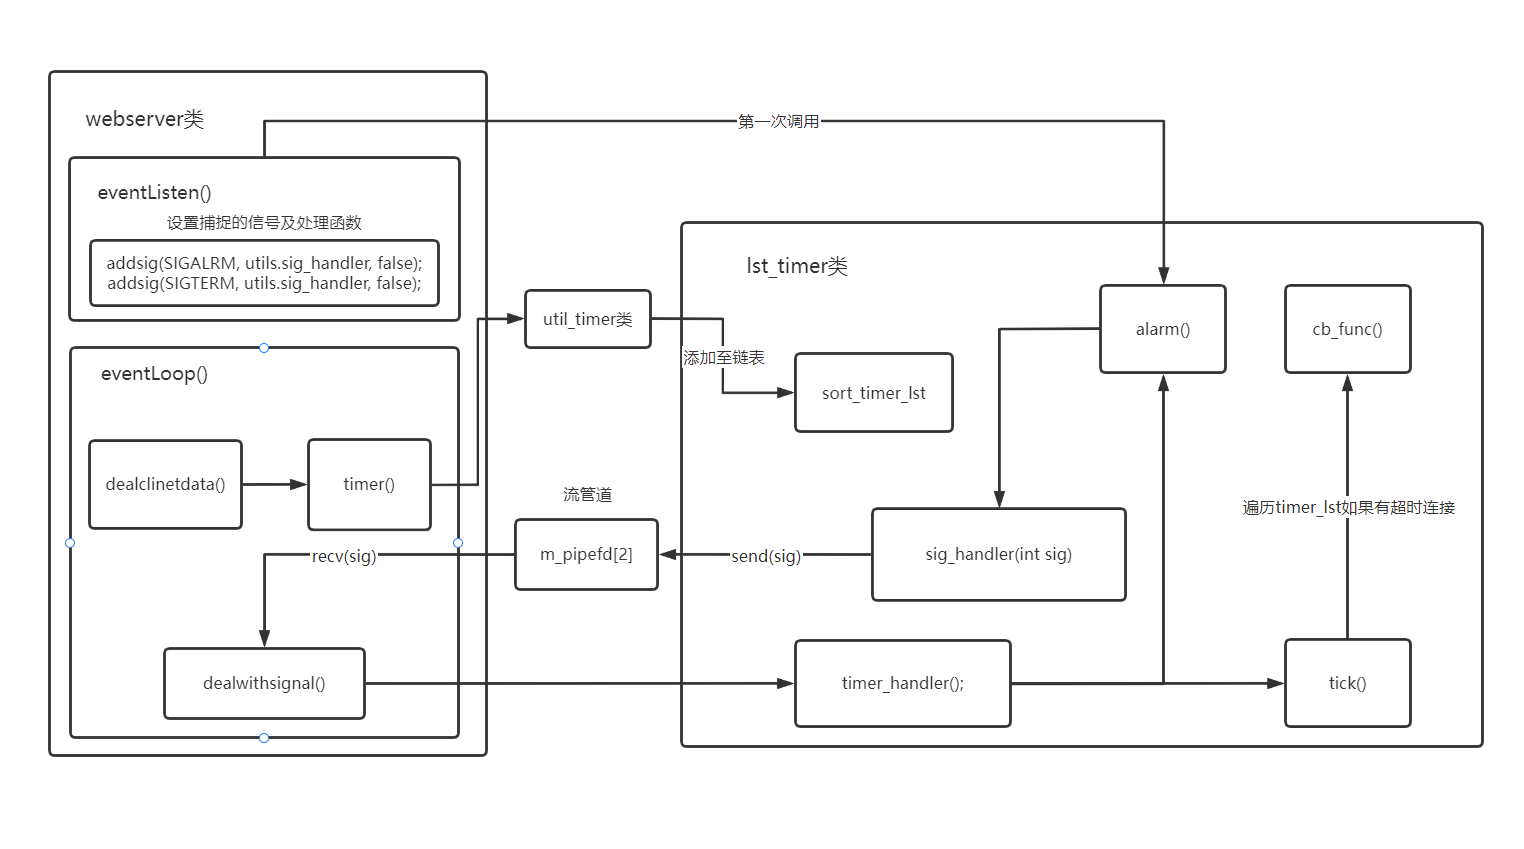 webserver类
第一次调用
eventListen()
设置捕捉的信号及处理函数
addsig(SIGALRM, utils.sig_handler, false);
addsig(SIGTERM, utils.sig_handler, false);
lst_timer类
util_timer类
alarm()
cb_func()
添加至链表
eventLoop()
sort_timer_lst
dealclinetdata()
timer()
流管道
遍历timer_lst如果有超时连接
recv(sig)
m_pipefd[2]
send(sig)
sig_handler(int sig)
dealwithsignal()
timer_handler();
tick()